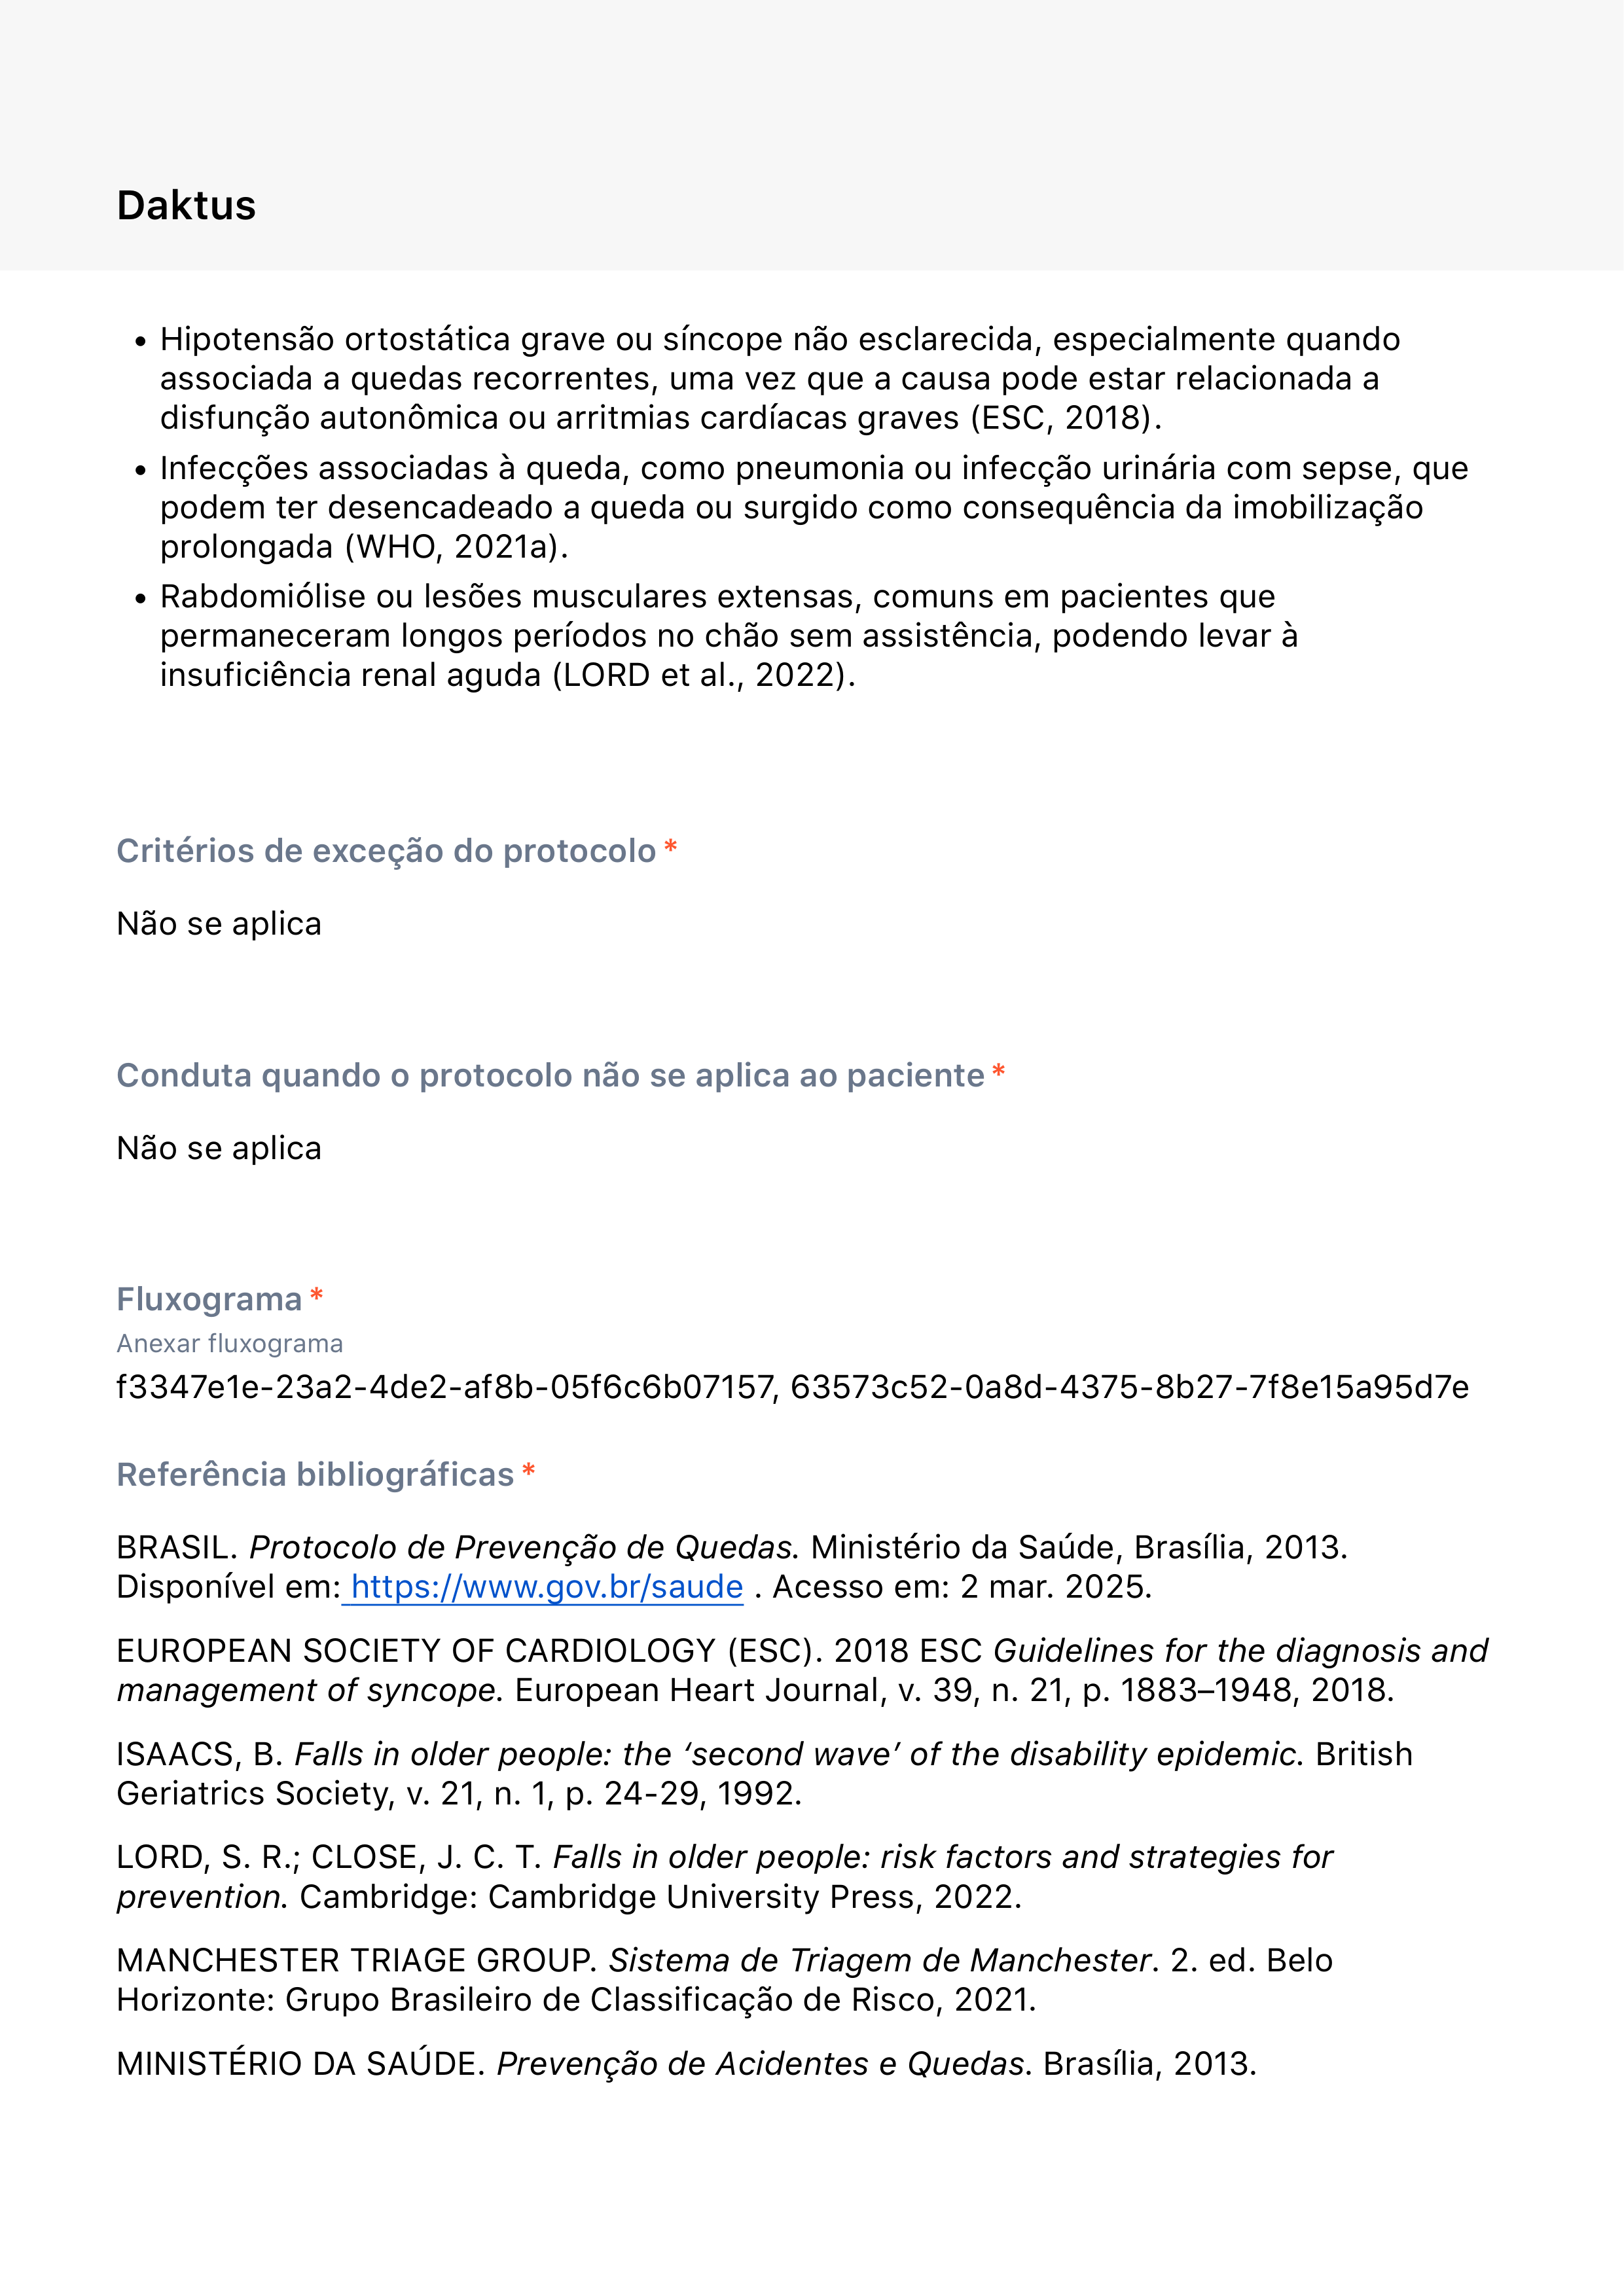 Daktus
• Hipotensão ortostática grave ou síncope não esclarecida, especialmente quando
associada a quedas recorrentes, uma vez que a causa pode estar relacionada a
disfunção autonômica ou arritmias cardíacas graves (ESC, 2018).
• Infecções associadas à queda, como pneumonia ou infecção urinária com sepse, que
podem ter desencadeado a queda ou surgido como consequência da imobilização
prolongada (WHO, 2021a).
• Rabdomiólise ou lesões musculares extensas, comuns em pacientes que
permaneceram longos períodos no chão sem assistência, podendo levar à
insuficiência renal aguda (LORD et al., 2022).
Critérios de exceção do protocolo *
Não se aplica
Conduta quando o protocolo não se aplica ao paciente *
Não se aplica
Fluxograma *
Anexar fluxograma
f3347e1e-23a2-4de2-af8b-05f6c6b07157, 63573c52-0a8d-4375-8b27-7f8e15a95d7e
Referência bibliográficas *
BRASIL. Protocolo de Prevenção de Quedas. Ministério da Saúde, Brasília, 2013.
Disponível em: https://www.gov.br/saude . Acesso em: 2 mar. 2025.
EUROPEAN SOCIETY OF CARDIOLOGY (ESC). 2018 ESC Guidelines for the diagnosis and
management of syncope. European Heart Journal, v. 39, n. 21, p. 1883–1948, 2018.
ISAACS, B. Falls in older people: the ‘second wave’ of the disability epidemic. British
Geriatrics Society, v. 21, n. 1, p. 24-29, 1992.
LORD, S. R.; CLOSE, J. C. T. Falls in older people: risk factors and strategies for
prevention. Cambridge: Cambridge University Press, 2022.
MANCHESTER TRIAGE GROUP. Sistema de Triagem de Manchester. 2. ed. Belo
Horizonte: Grupo Brasileiro de Classificação de Risco, 2021.
MINISTÉRIO DA SAÚDE. Prevenção de Acidentes e Quedas. Brasília, 2013.